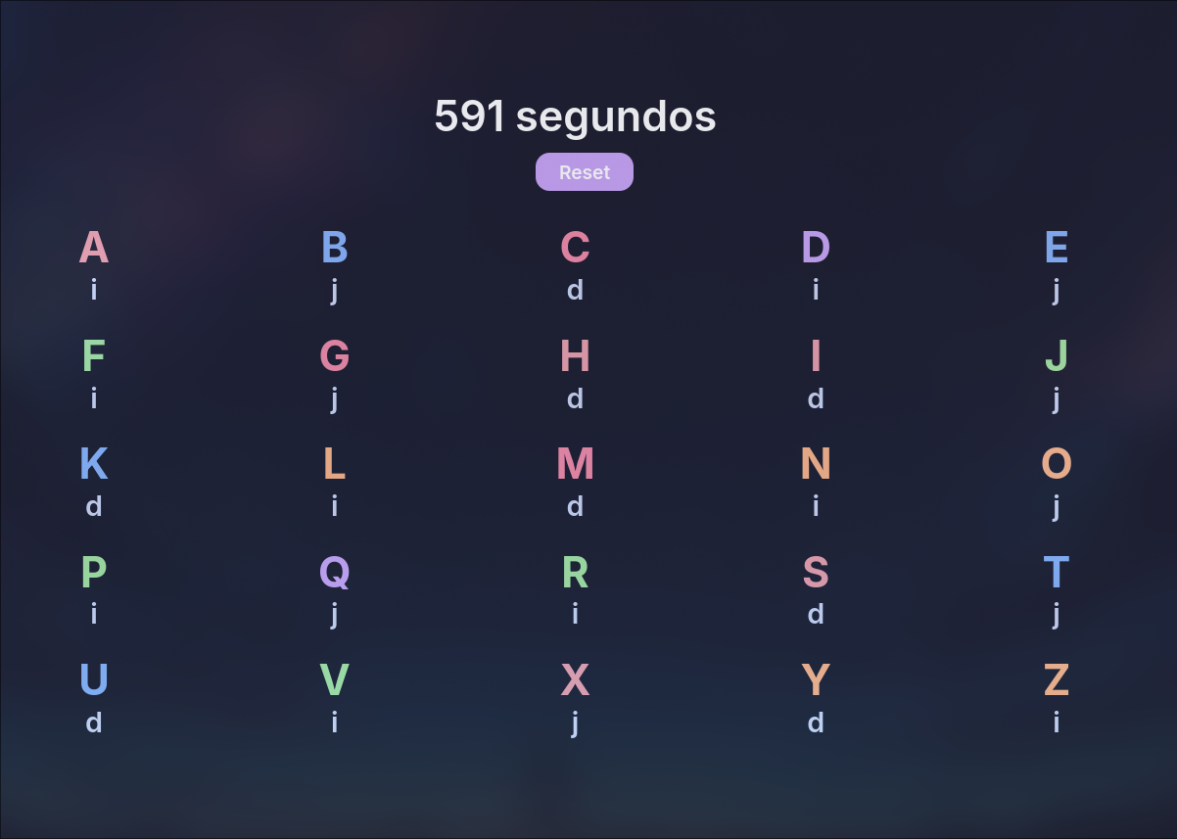 591 segundos
Reset
A B C D E
i j d i j
F G H I J
i j d d j
K L M N O
d i d i j
P Q R S T
i j i d j
U V X Y Z
d i j d i